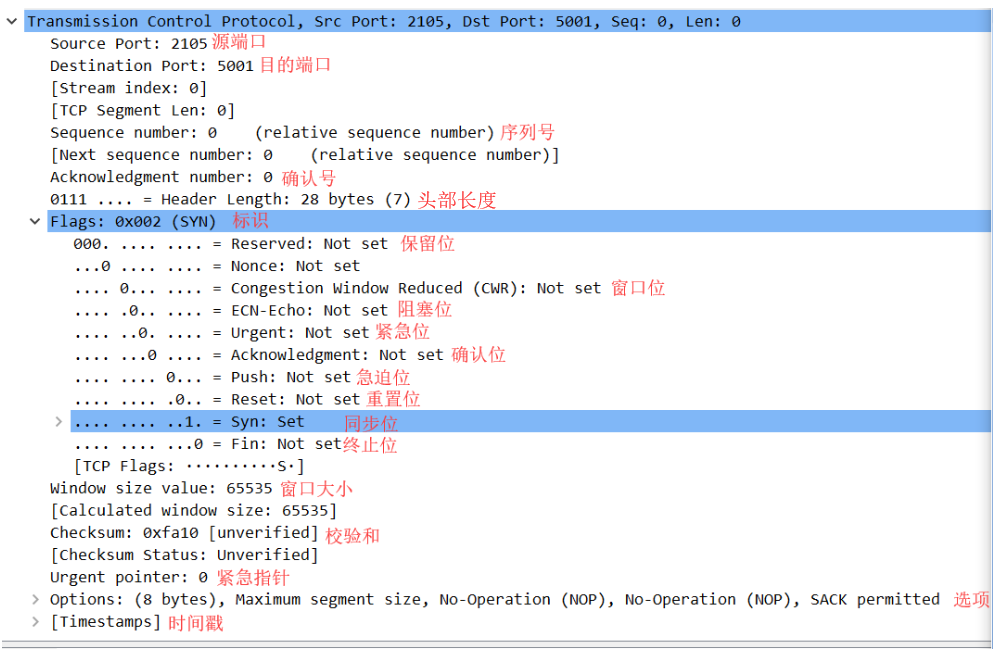 Transmission Control Protocol, Src Port: 2105, Dst Port: 5001, Seq: 0, Len: 0
Source Port: 2105 源端口
Destination Port: 5001 目的端口
[Stream index: 0]
[TCP Segment Len: 0]
Sequence number: 0    (relative sequence number) 序列号
[Next sequence number: 0    (relative sequence number)]
Acknowledgment number: 0 确认号
0111 .... = Header Length: 28 bytes (7) 头部长度
Flags: 0x002 (SYN) 标识
000. .... .... = Reserved: Not set 保留位
...0 .... .... = Nonce: Not set
.... 0... .... = Congestion Window Reduced (CWR): Not set 窗口位
.... .0.. .... = ECN-Echo: Not set 阻塞位
.... ..0. .... = Urgent: Not set 紧急位
.... ...0 .... = Acknowledgment: Not set 确认位
.... .... 0... = Push: Not set 急迫位
.... .... .0.. = Reset: Not set 重置位
.... .... ..1. = Syn: Set 同步位
.... .... ...0 = Fin: Not set 终止位
[TCP Flags: ··········S·]
Window size value: 65535 窗口大小
[Calculated window size: 65535]
Checksum: 0xfa10 [unverified] 校验和
[Checksum Status: Unverified]
Urgent pointer: 0 紧急指针
Options: (8 bytes), Maximum segment size, No-Operation (NOP), No-Operation (NOP), SACK permitted 选项
[Timestamps] 时间戳